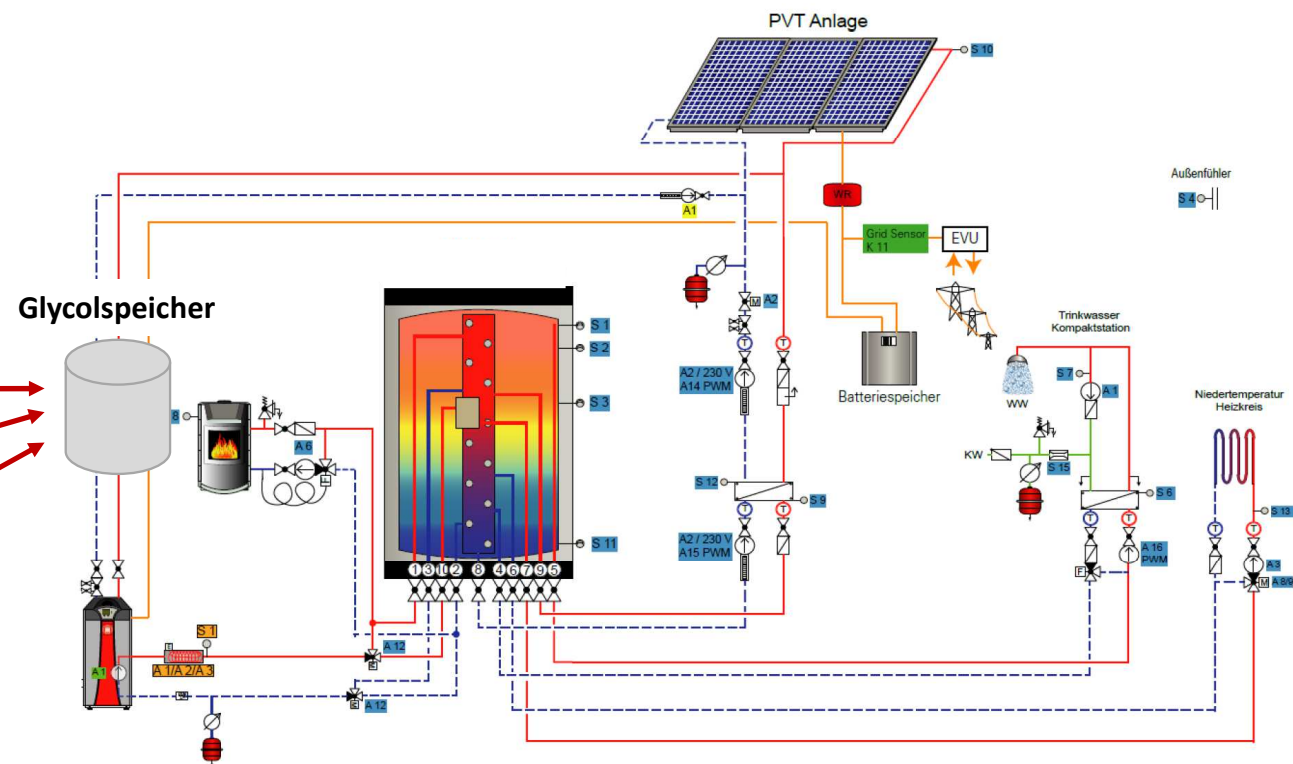 PVT Anlage
S 10
Außenfühler
S 4
WR
A1
Grid Sensor
K 11
EVU
Glycolspeicher
M A2
Trinkwasser
Kompaktstation
S 1
S 2
T T
S 7
A2 / 230 V
A14 PWM
Batteriespeicher
WW
A 1
Niedertemperatur
Heizkreis
S 3
8
A 6
KW
S 15
F
S 12
S 9
S 6
S 13
T T
T T
T T
A2 / 230 V
A15 PWM
S 11
A 16
PWM
A 3
F
M A 8/9
1 3 10 2 8 4 6 7 9 5
S 1
A 12
A 1
A 1/A 2/A 3
A 12